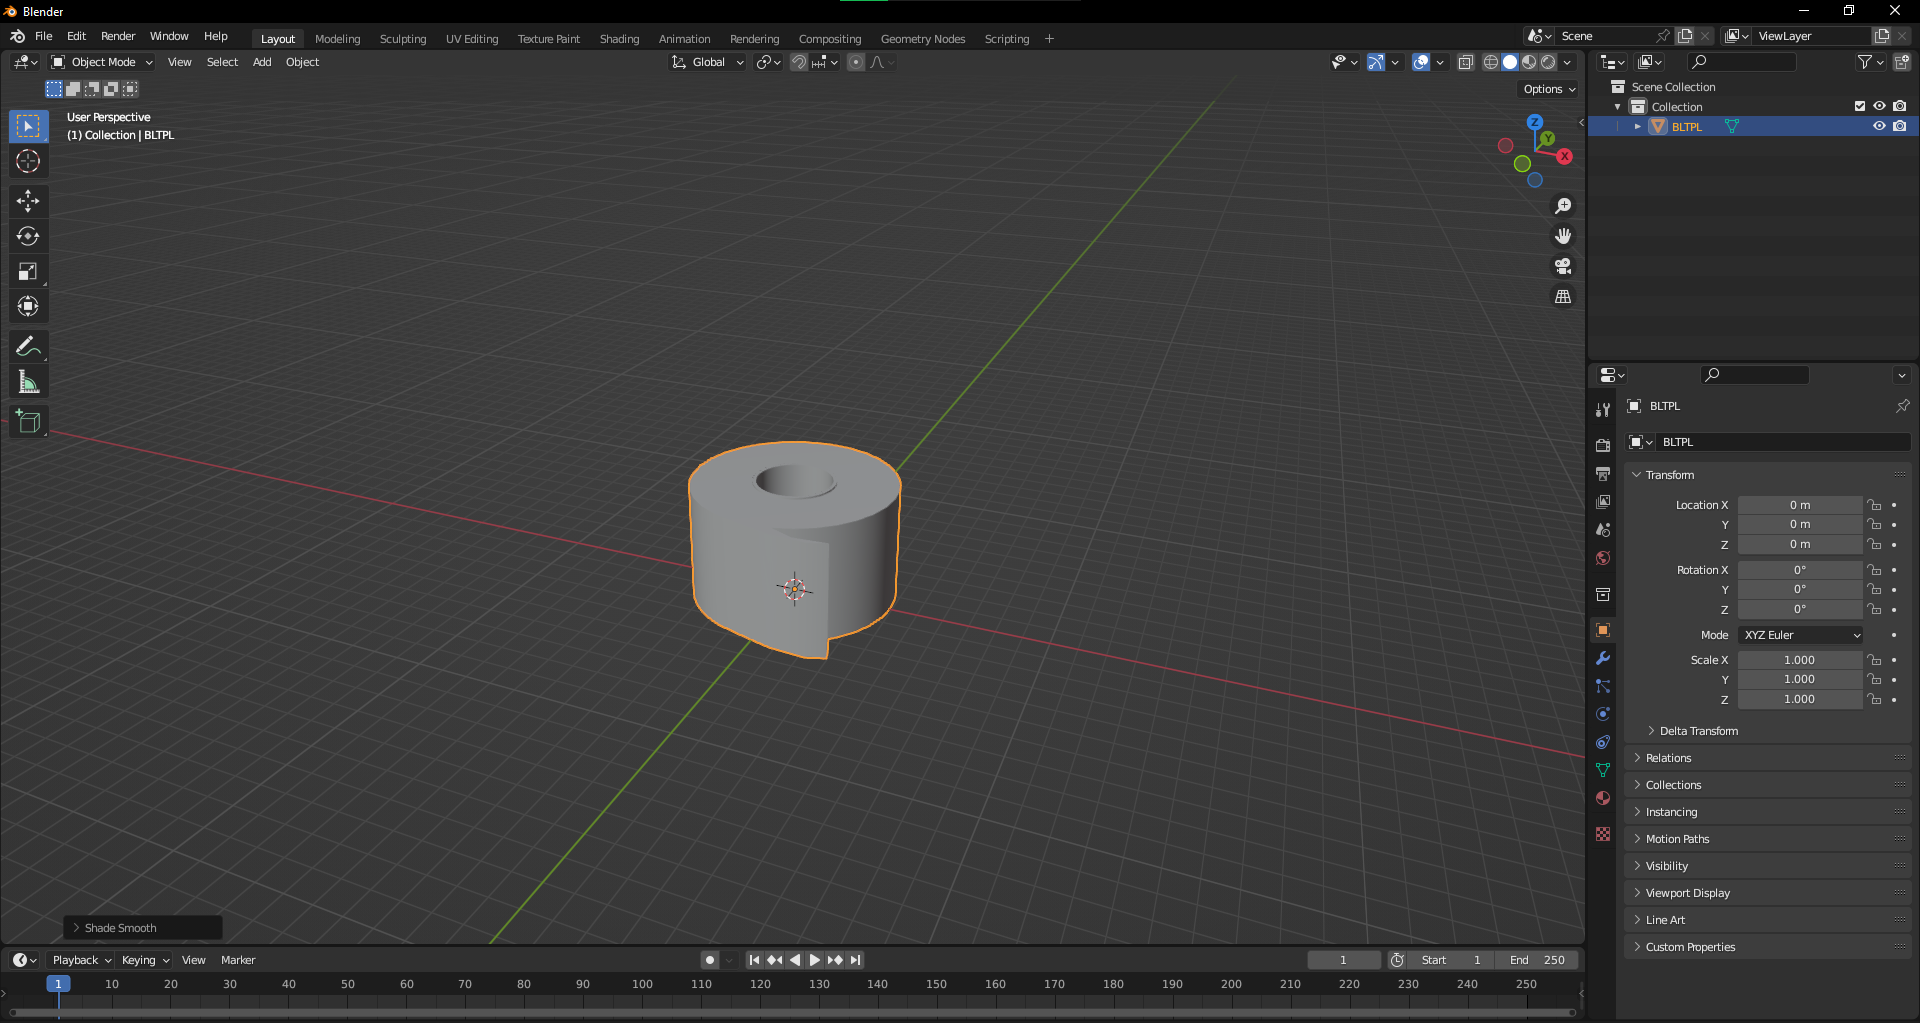 Blender
File Edit Render Window Help Layout Modeling Sculpting UV Editing Texture Paint Shading Animation Rendering Compositing Geometry Nodes Scripting + Scene ViewLayer
Object Mode View Select Add Object Global
Options
User Perspective
(1) Collection | BLTPL
Z
Y
X
Scene Collection
Collection
BLTPL
BLTPL
BLTPL
Transform
Location X 0 m
Y 0 m
Z 0 m
Rotation X 0°
Y 0°
Z 0°
Mode XYZ Euler
Scale X 1.000
Y 1.000
Z 1.000
Delta Transform
Relations
Collections
Instancing
Motion Paths
Visibility
Viewport Display
Line Art
Custom Properties
Shade Smooth
Playback Keying View Marker 1 Start 1 End 250
1 10 20 30 40 50 60 70 80 90 100 110 120 130 140 150 160 170 180 190 200 210 220 230 240 250